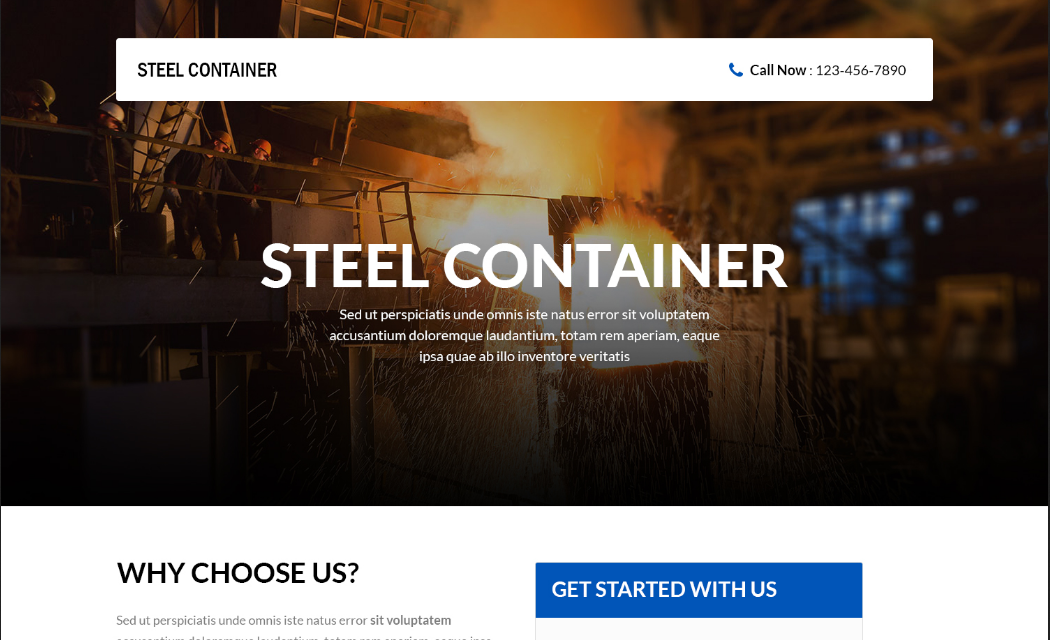 STEEL CONTAINER
Call Now : 123-456-7890
STEEL CONTAINER
Sed ut perspiciatis unde omnis iste natus error sit voluptatem
accusantium doloremque laudantium, totam rem aperiam, eaque
ipsa quae ab illo inventore veritatis
WHY CHOOSE US?
GET STARTED WITH US
Sed ut perspiciatis unde omnis iste natus error sit voluptatem